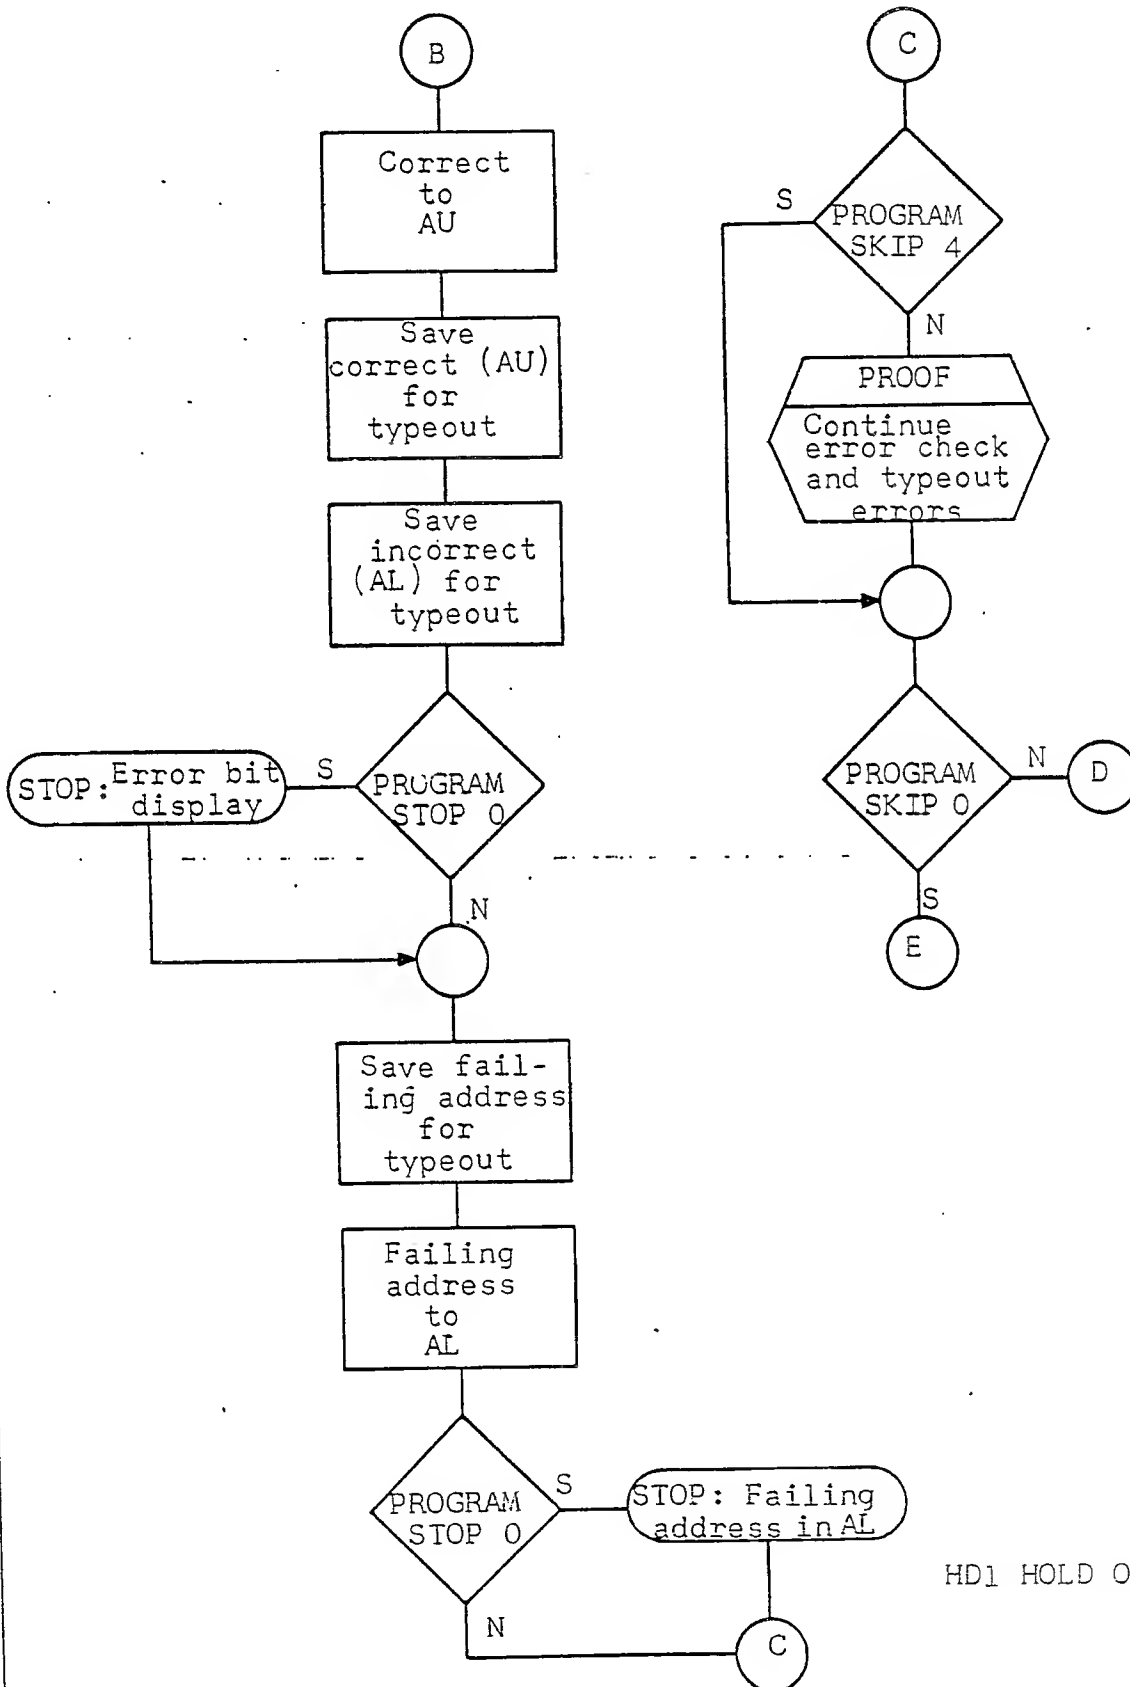 B
Correct
to
AU
Save
correct (AU)
for
typeout
Save
incorrect
(AL) for
typeout
PROGRAM
STOP 0
S
STOP: Error bit
display
N
Save fail-
ing address
for
typeout
Failing
address
to
AL
PROGRAM
STOP 0
S
STOP: Failing
address in AL
N
C
C
PROGRAM
SKIP 4
S
N
PROOF
Continue
error check
and typeout
errors
PROGRAM
SKIP 0
N
D
S
E
HD1 HOLD 0